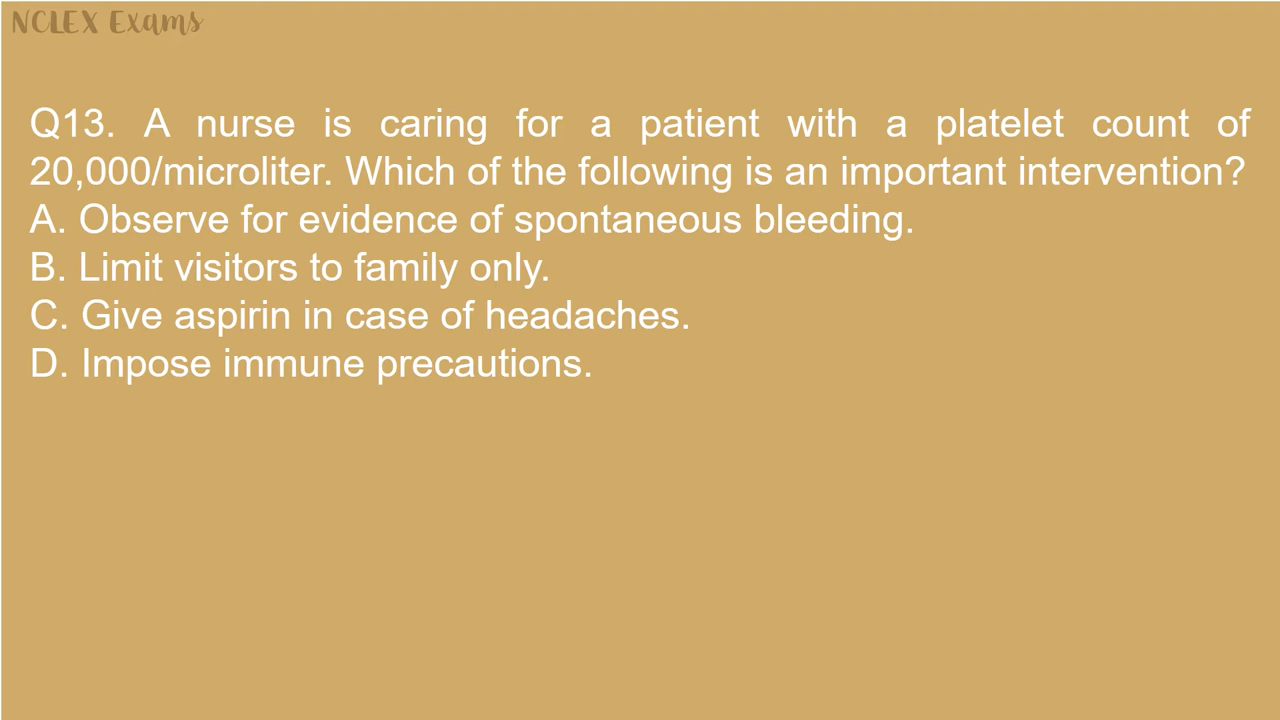 NCLEX Exams
Q13. A nurse is caring for a patient with a platelet count of
20,000/microliter. Which of the following is an important intervention?
A. Observe for evidence of spontaneous bleeding.
B. Limit visitors to family only.
C. Give aspirin in case of headaches.
D. Impose immune precautions.